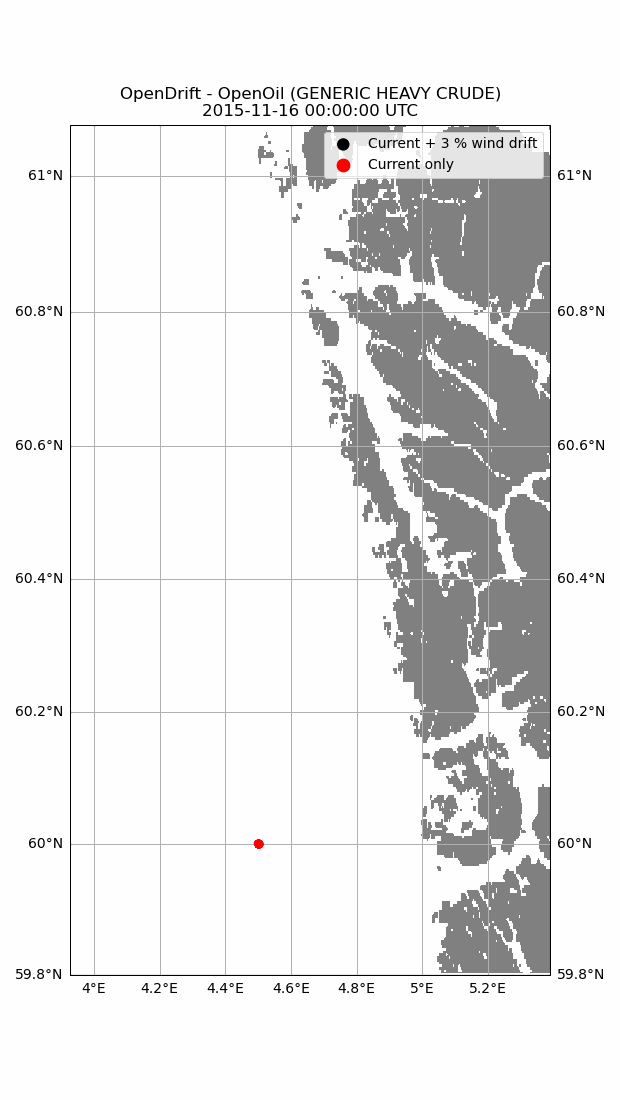 OpenDrift - OpenOil (GENERIC HEAVY CRUDE)
2015-11-16 00:00:00 UTC
Current + 3 % wind drift
Current only
61°N 61°N
60.8°N 60.8°N
60.6°N 60.6°N
60.4°N 60.4°N
60.2°N 60.2°N
60°N 60°N
59.8°N 59.8°N
4°E 4.2°E 4.4°E 4.6°E 4.8°E 5°E 5.2°E